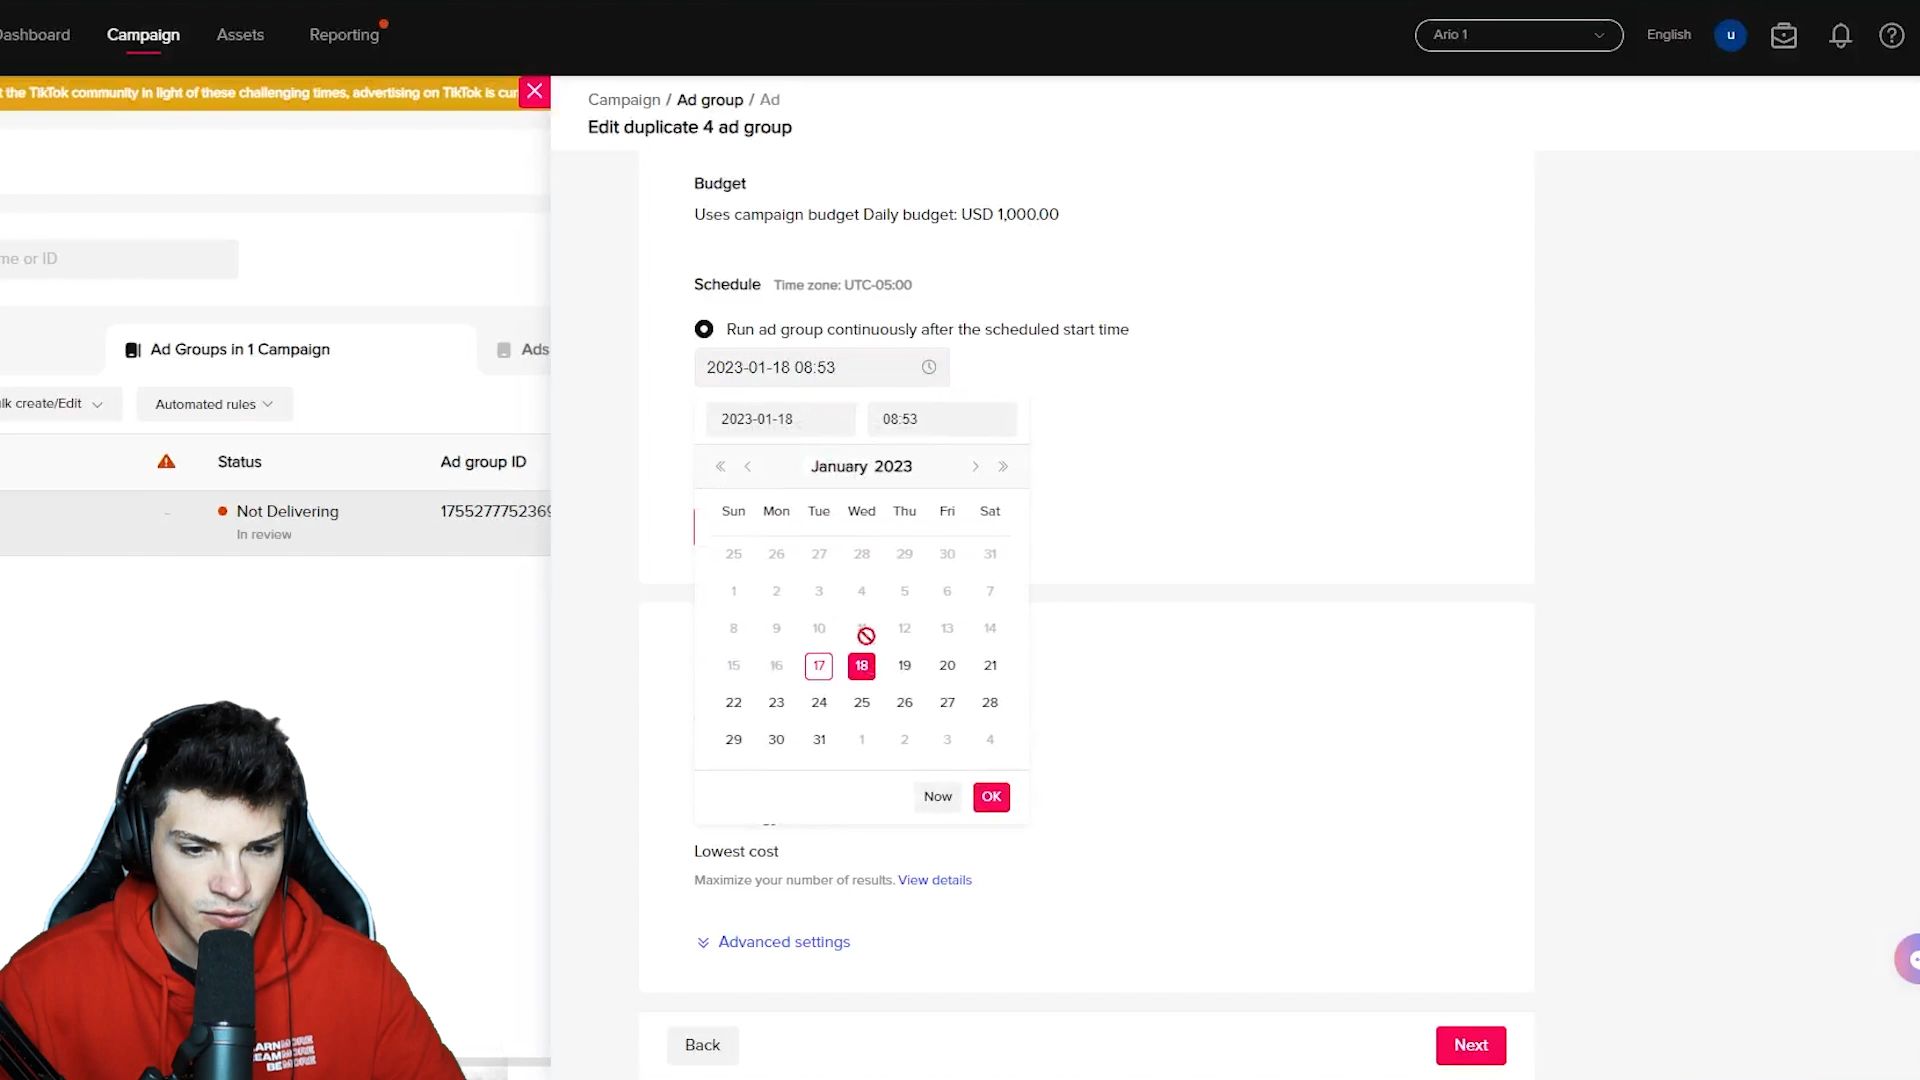 Dashboard Campaign Assets Reporting Ario 1 English u
t the TikTok community in light of these challenging times, advertising on TikTok is cur
Campaign / Ad group / Ad
Edit duplicate 4 ad group
Budget
Uses campaign budget Daily budget: USD 1,000.00
me or ID
Schedule Time zone: UTC-05:00
Run ad group continuously after the scheduled start time
Ad Groups in 1 Campaign Ads
2023-01-18 08:53
lk create/Edit Automated rules
2023-01-18 08:53
Status Ad group ID
January 2023
Not Delivering 1755277752369
In review
Sun Mon Tue Wed Thu Fri Sat
25 26 27 28 29 30 31
1 2 3 4 5 6 7
8 9 10 11 12 13 14
15 16 17 18 19 20 21
22 23 24 25 26 27 28
29 30 31 1 2 3 4
Now OK
Lowest cost
Maximize your number of results. View details
Advanced settings
Back Next
ARNMORE
EAMMORE
BEMORE